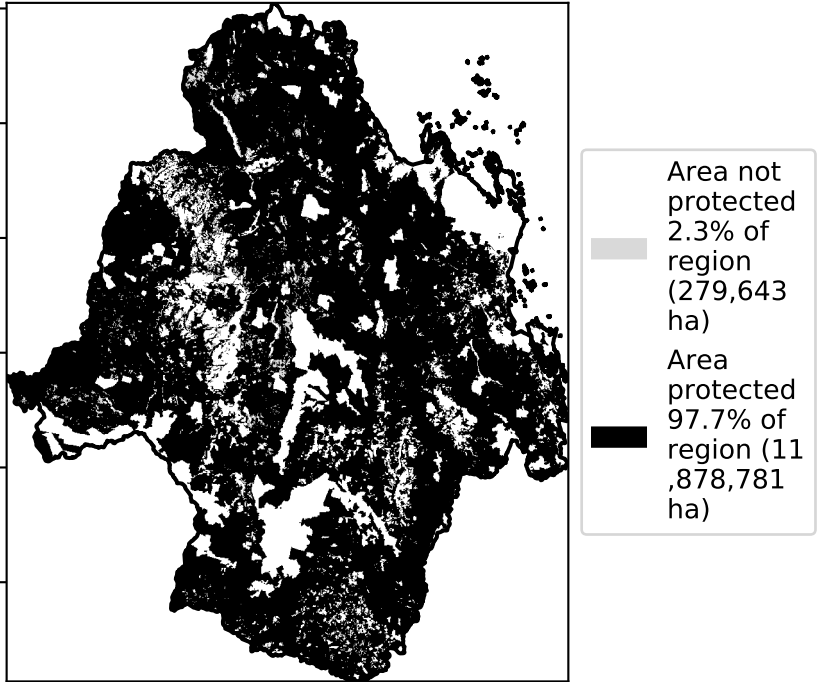 Area not
protected
2.3% of
region
(279,643
ha)
Area
protected
97.7% of
region (11
,878,781
ha)